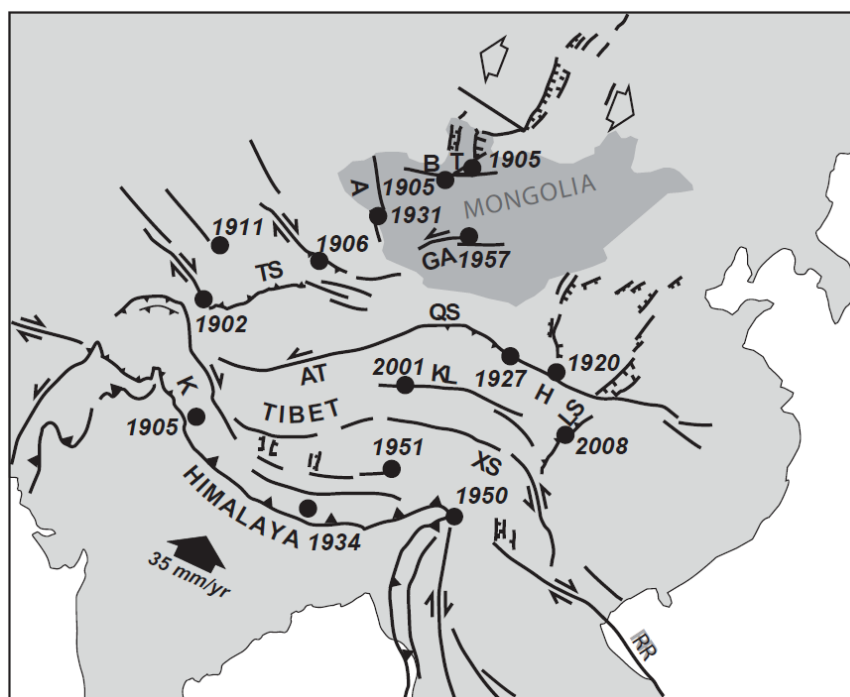 B T 1905
1905
A
MONGOLIA
1931
1911
1906
GA
1957
TS
1902
QS
AT
2001 KL
1927
1920
H
LS
K
TIBET
1905
2008
1951
XS
1950
HIMALAYA
1934
35 mm/yr
RR